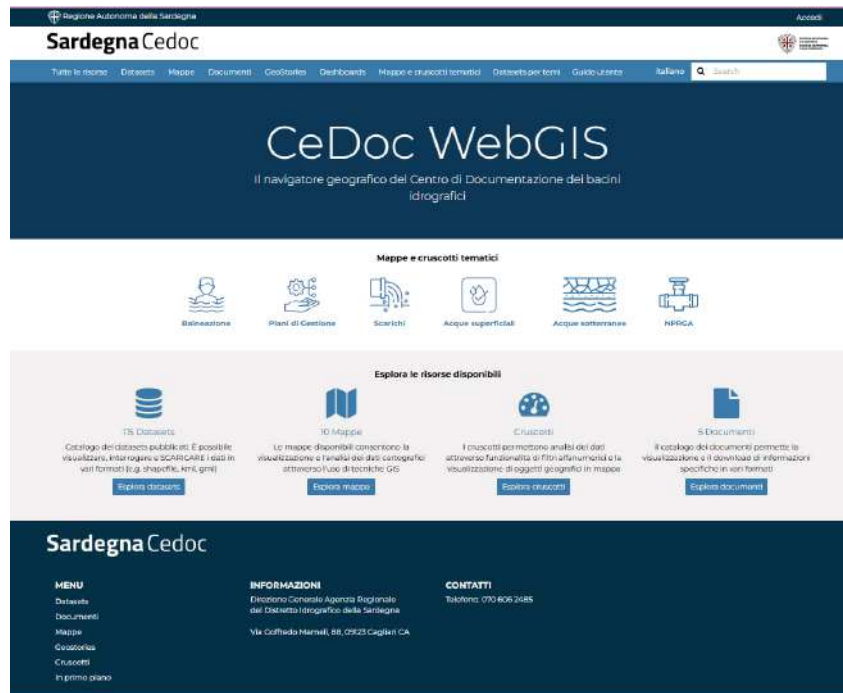 Regione Autonoma della Sardegna
Accedi
Sardegna Cedoc
Tutte le risorse Datasets Mappe Documenti GeoStories Dashboards Mappe e cruscotti tematici Datasets per temi Guida utente Italiano Search
CeDoc WebGIS
Il navigatore geografico del Centro di Documentazione dei bacini
idrografici
Mappe e cruscotti tematici
Balneazione Piani di Gestione Scarichi Acque superficiali Acque sotterranee NPRGA
Esplora le risorse disponibili
Datasets
Catalogo dei datasets pubblicati. È possibile
visualizzare, interrogare e SCARICARE i dati in
vari formati (e.g. shapefile, kml, gml)
Esplora datasets
10 Mappe
Le mappe disponibili consentono la
visualizzazione e l'analisi dei dati cartografici
attraverso l'uso di tecniche GIS
Esplora mappe
Cruscotti
I cruscotti permettono analisi dei dati
attraverso funzionalità di filtri alfanumerici e la
visualizzazione di oggetti geografici in mappe
Esplora cruscotti
Documenti
Il catalogo dei documenti permette la
visualizzazione e il download di informazioni
specifiche in vari formati
Esplora documenti
Sardegna Cedoc
MENU
Datasets
Documenti
Mappe
Geostories
Cruscotti
In primo piano
INFORMAZIONI
Direzione Generale Agenzia Regionale
del Distretto Idrografico della Sardegna
Via Goffredo Mameli, 88, 09123 Cagliari CA
CONTATTI
Telefono: 070 606 2485